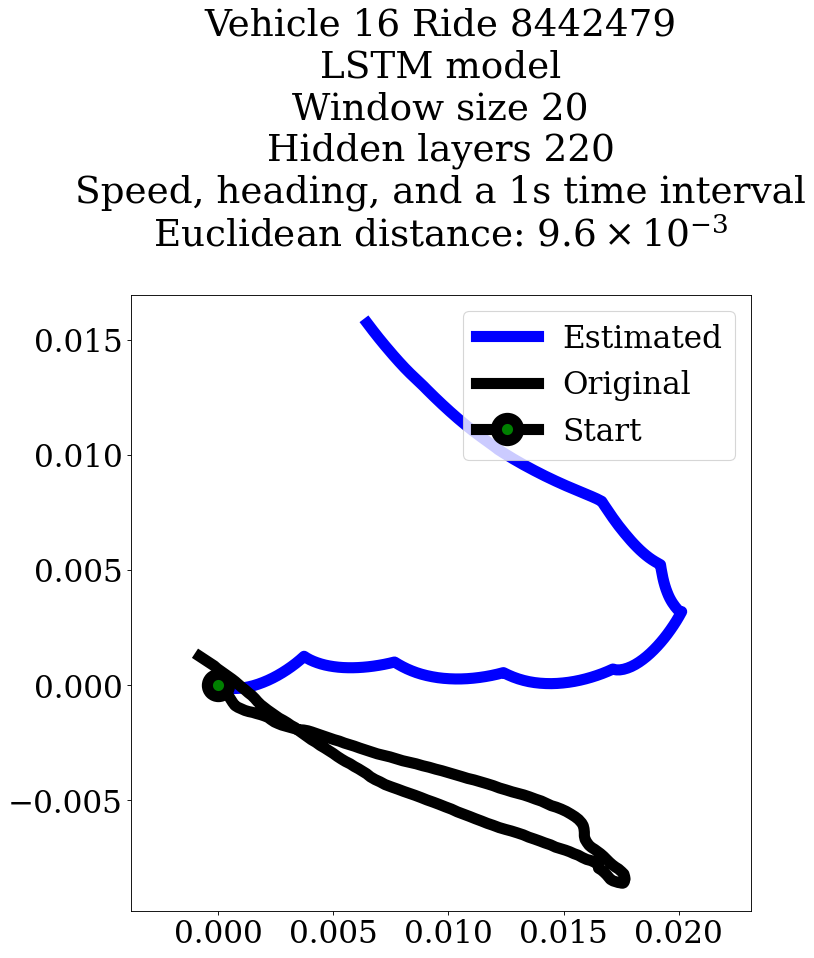 Vehicle 16 Ride 8442479
LSTM model
Window size 20
Hidden layers 220
Speed, heading, and a 1s time interval
Euclidean distance: 9.6 × 10⁻³
Estimated
Original
Start
0.015
0.010
0.005
0.000
−0.005
0.000 0.005 0.010 0.015 0.020